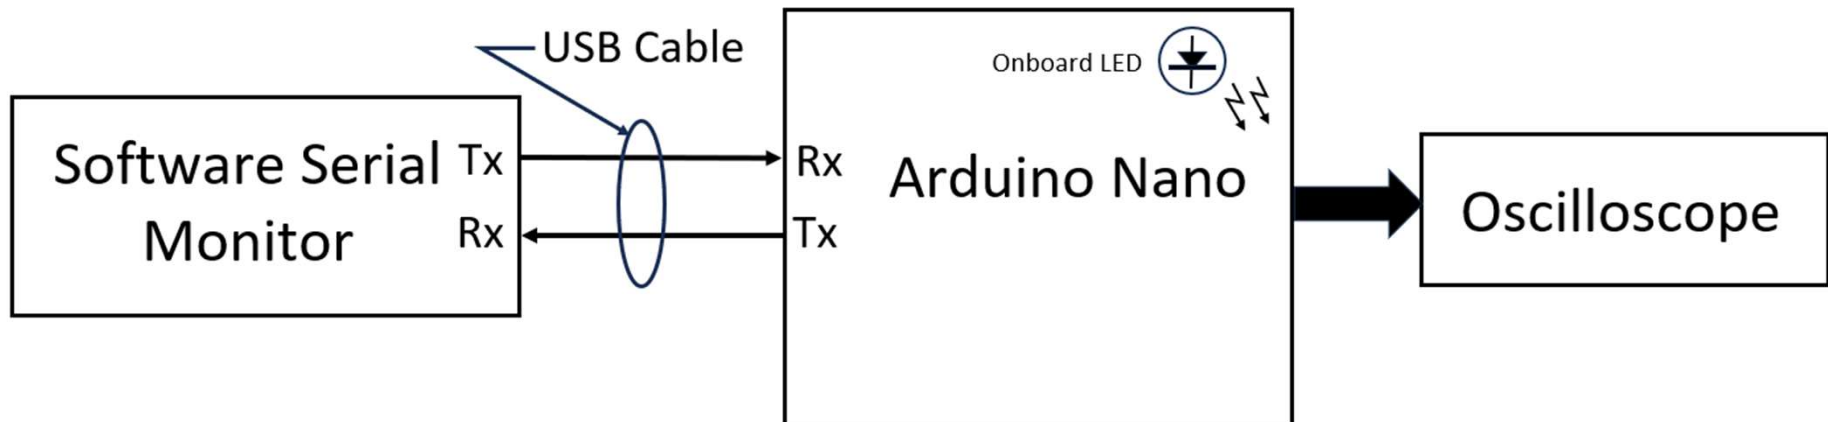 USB Cable
Onboard LED
Software Serial
Monitor
Tx
Rx
Rx
Tx
Arduino Nano
Oscilloscope